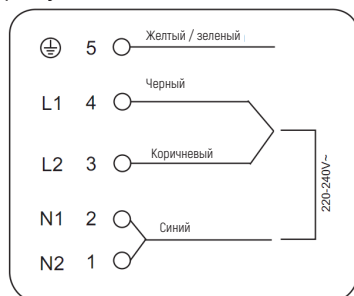 5 Желтый / зеленый
L1 4 Черный
L2 3 Коричневый
N1 2
Синий
N2 1
220-240V~